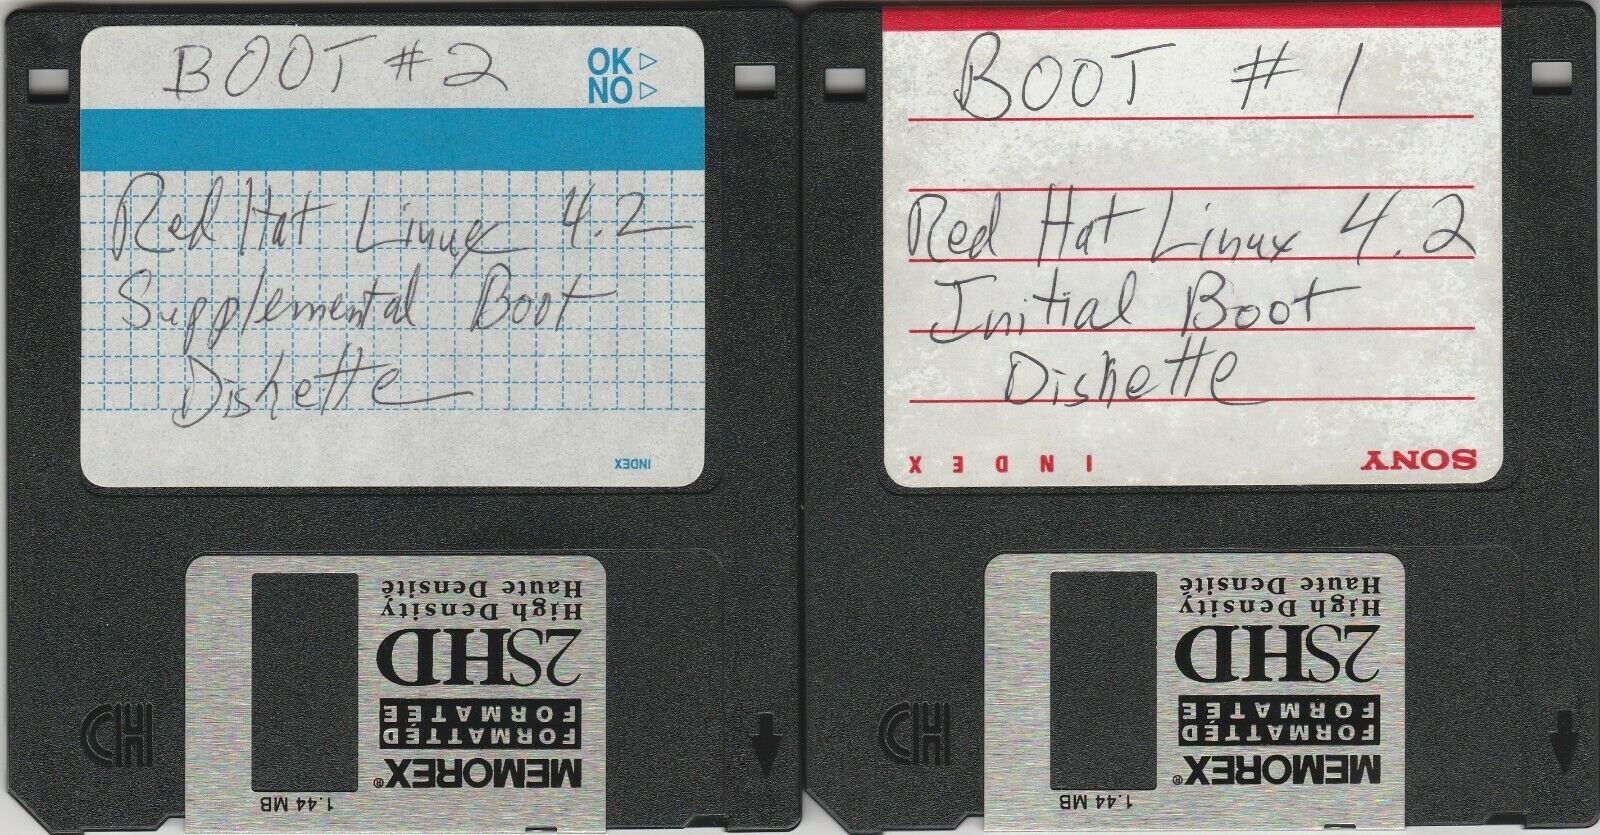 BOOT #2
OK▷
NO▷
Red Hat Linux 4.2
Supplemental Boot
Diskette
INDEX
Haute Densité
High Density
2SHD
FORMATÉE
FORMATTED
MEMOREX®
1.44 MB
HD
BOOT #1
Red Hat Linux 4.2
Initial Boot
Diskette
INDEX
SONY
Haute Densité
High Density
2SHD
FORMATÉE
FORMATTED
MEMOREX®
1.44 MB
HD